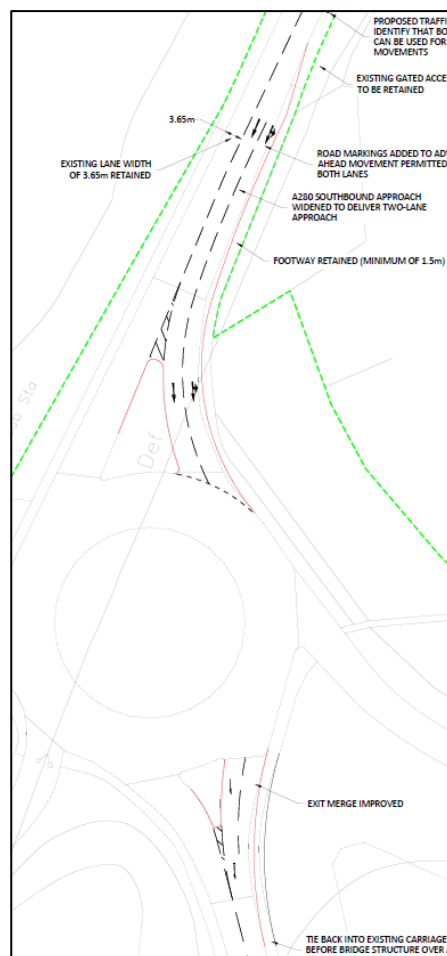 PROPOSED TRAFFI
IDENTIFY THAT BO
CAN BE USED FOR
MOVEMENTS
EXISTING GATED ACCE
TO BE RETAINED
3.65m
EXISTING LANE WIDTH
OF 3.65m RETAINED
ROAD MARKINGS ADDED TO AD
AHEAD MOVEMENT PERMITTED
BOTH LANES
A280 SOUTHBOUND APPROACH
WIDENED TO DELIVER TWO-LANE
APPROACH
FOOTWAY RETAINED (MINIMUM OF 1.5m)
Sta
Def
EXIT MERGE IMPROVED
TIE BACK INTO EXISTING CARRIAGE
BEFORE BRIDGE STRUCTURE OVER